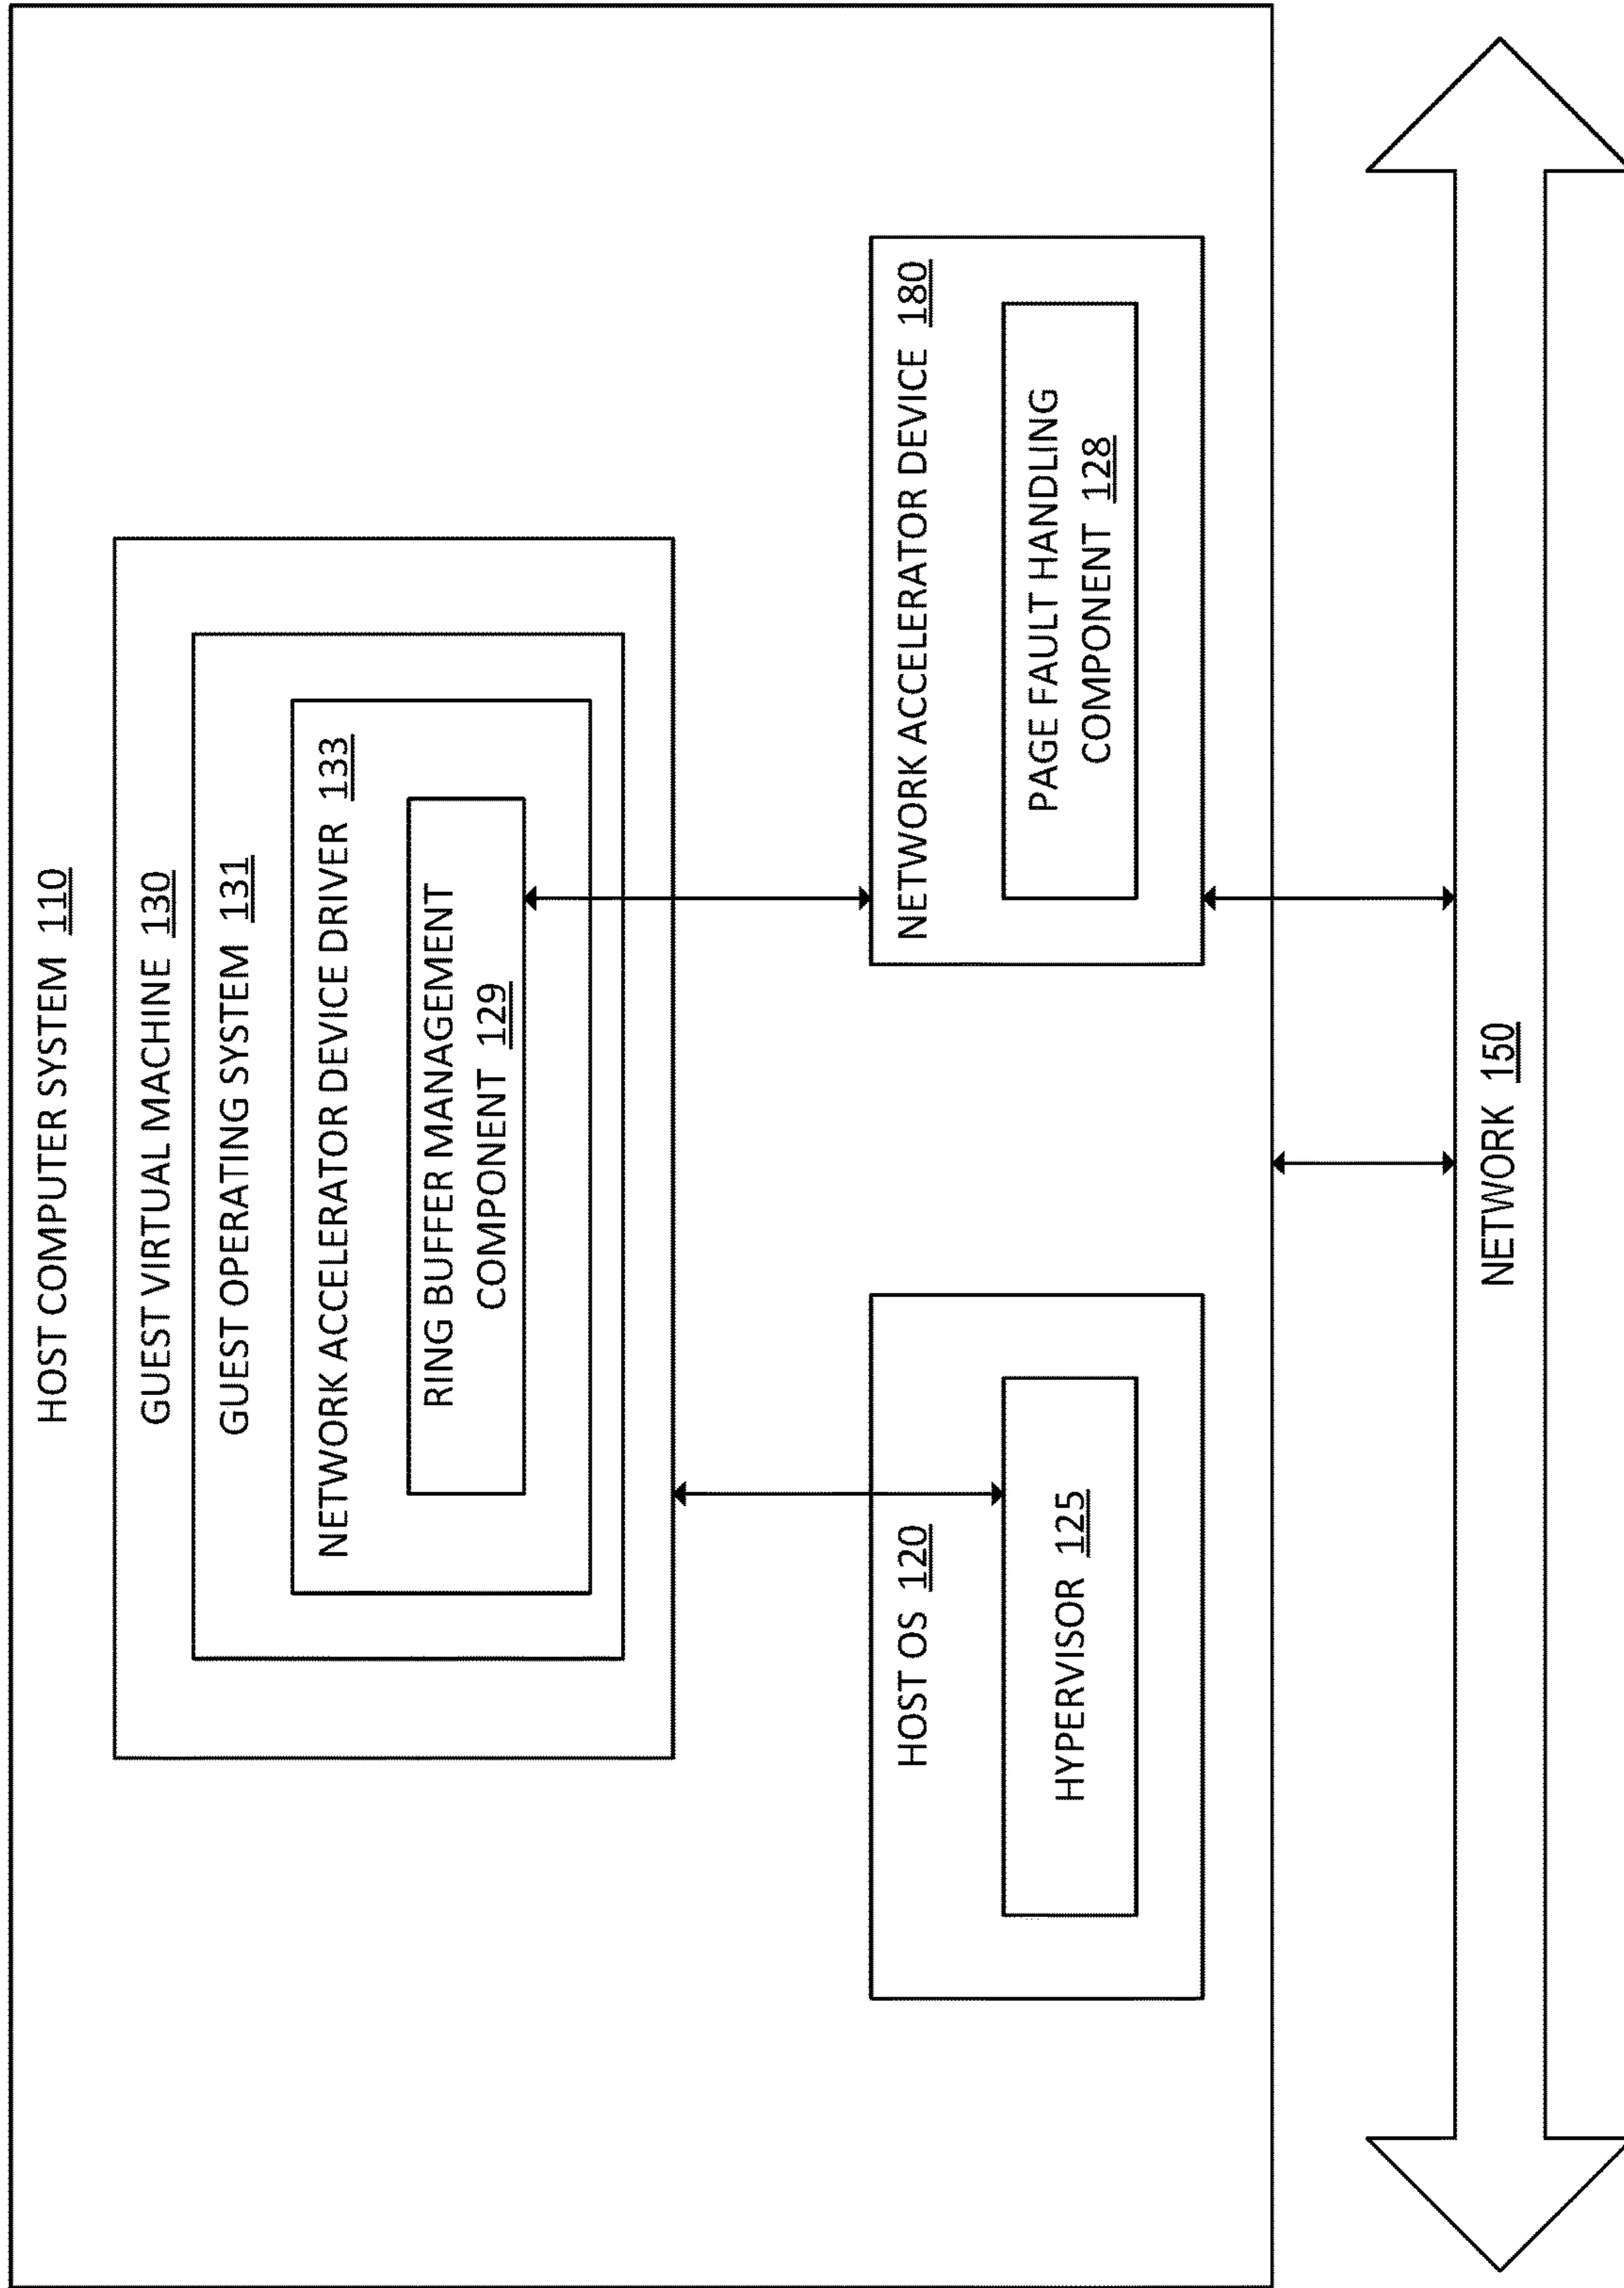 HOST COMPUTER SYSTEM 110
GUEST VIRTUAL MACHINE 130
GUEST OPERATING SYSTEM 131
NETWORK ACCELERATOR DEVICE DRIVER 133
RING BUFFER MANAGEMENT
COMPONENT 129
HOST OS 120
HYPERVISOR 125
NETWORK ACCELERATOR DEVICE 180
PAGE FAULT HANDLING
COMPONENT 128
NETWORK 150